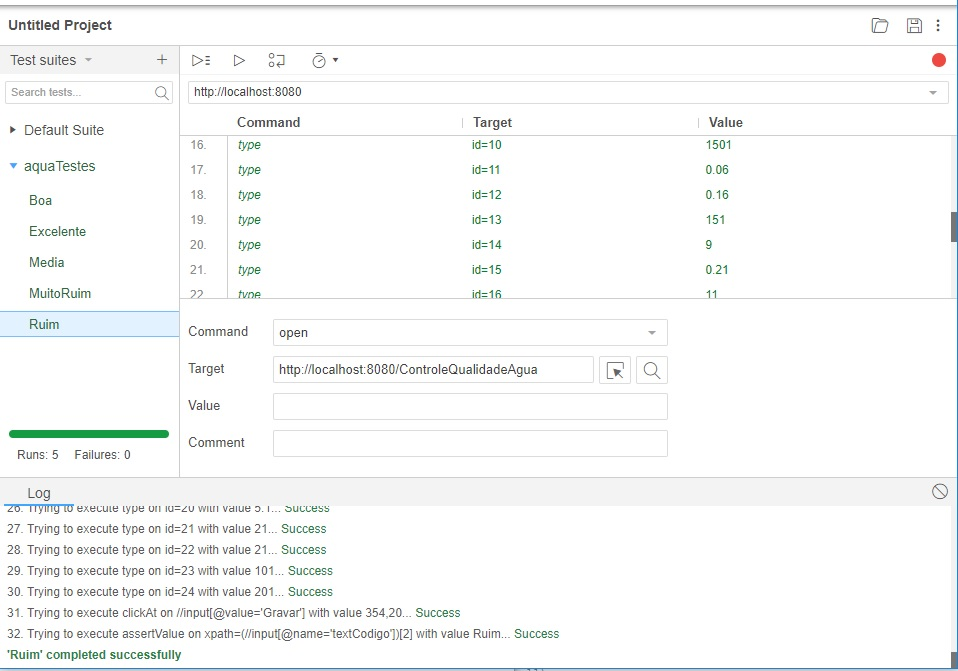 Untitled Project
Test suites
+
Search tests...
http://localhost:8080
Default Suite
aquaTestes
Boa
Excelente
Media
MuitoRuim
Ruim
Runs: 5 Failures: 0
Command Target Value
16. type id=10 1501
17. type id=11 0.06
18. type id=12 0.16
19. type id=13 151
20. type id=14 9
21. type id=15 0.21
22 type id=16 11
Command open
Target http://localhost:8080/ControleQualidadeAgua
Value
Comment
Log
26. Trying to execute type on id=20 with value 5.1... Success
27. Trying to execute type on id=21 with value 21... Success
28. Trying to execute type on id=22 with value 21... Success
29. Trying to execute type on id=23 with value 101... Success
30. Trying to execute type on id=24 with value 201... Success
31. Trying to execute clickAt on //input[@value='Gravar'] with value 354,20... Success
32. Trying to execute assertValue on xpath=(//input[@name='textCodigo'])[2] with value Ruim... Success
'Ruim' completed successfully